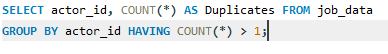 SELECT actor_id, COUNT(*) AS Duplicates FROM job_data
GROUP BY actor_id HAVING COUNT(*) > 1;